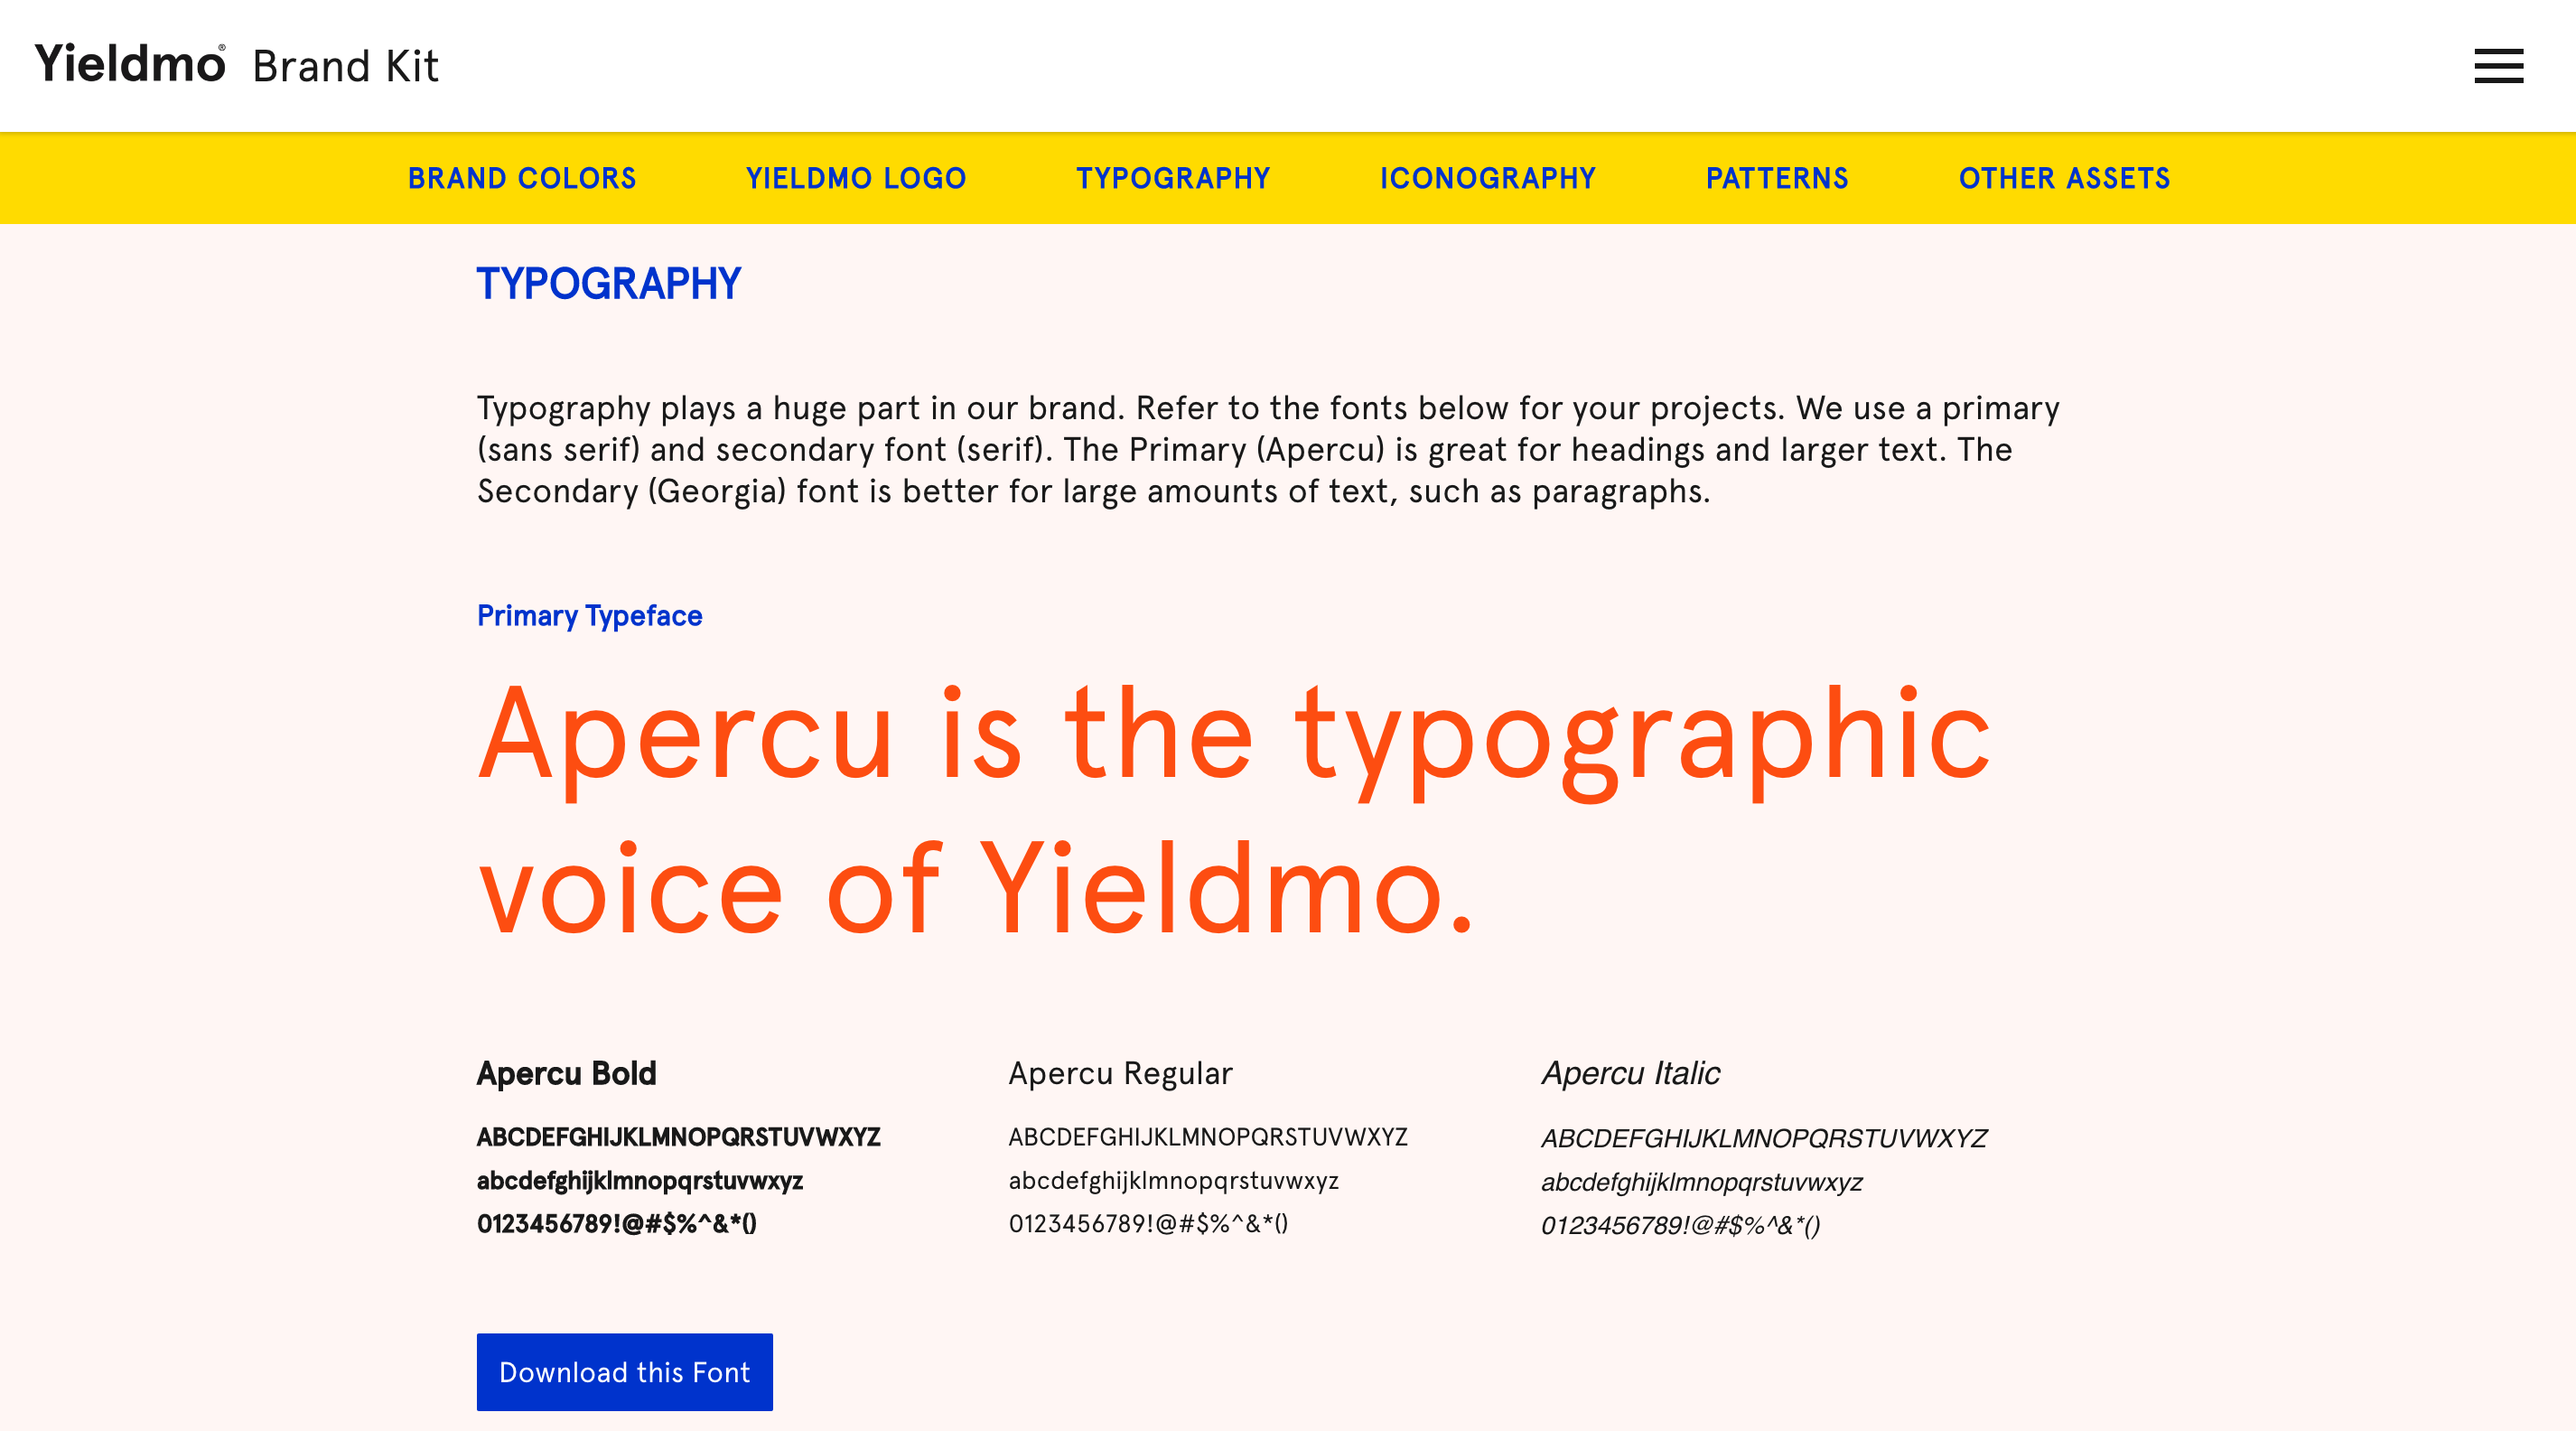 Yieldmo® Brand Kit
BRAND COLORS YIELDMO LOGO TYPOGRAPHY ICONOGRAPHY PATTERNS OTHER ASSETS
TYPOGRAPHY
Typography plays a huge part in our brand. Refer to the fonts below for your projects. We use a primary
(sans serif) and secondary font (serif). The Primary (Apercu) is great for headings and larger text. The
Secondary (Georgia) font is better for large amounts of text, such as paragraphs.
Primary Typeface
Apercu is the typographic
voice of Yieldmo.
Apercu Bold
ABCDEFGHIJKLMNOPQRSTUVWXYZ
abcdefghijklmnopqrstuvwxyz
0123456789!@#$%^&*()
Apercu Regular
ABCDEFGHIJKLMNOPQRSTUVWXYZ
abcdefghijklmnopqrstuvwxyz
0123456789!@#$%^&*()
Apercu Italic
ABCDEFGHIJKLMNOPQRSTUVWXYZ
abcdefghijklmnopqrstuvwxyz
0123456789!@#$%^&*()
Download this Font